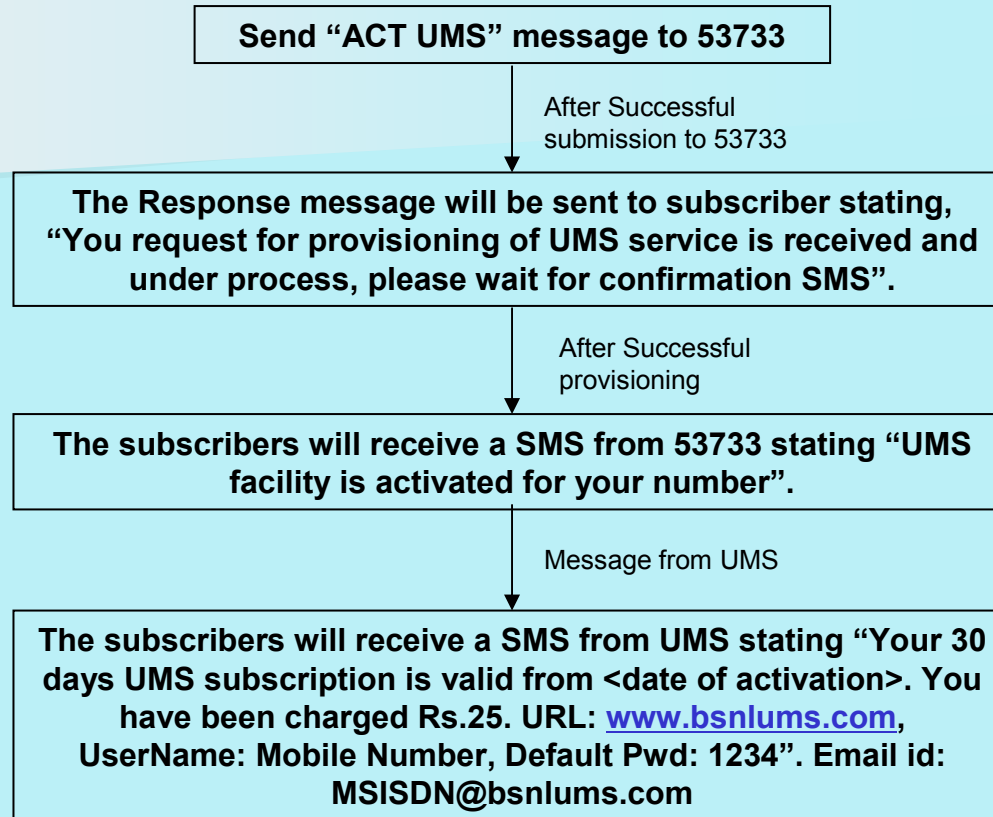 Send “ACT UMS” message to 53733
After Successful
submission to 53733
The Response message will be sent to subscriber stating,
“You request for provisioning of UMS service is received and
under process, please wait for confirmation SMS”.
After Successful
provisioning
The subscribers will receive a SMS from 53733 stating “UMS
facility is activated for your number”.
Message from UMS
The subscribers will receive a SMS from UMS stating “Your 30
days UMS subscription is valid from <date of activation>. You
have been charged Rs.25. URL: www.bsnlums.com,
UserName: Mobile Number, Default Pwd: 1234”. Email id:
MSISDN@bsnlums.com